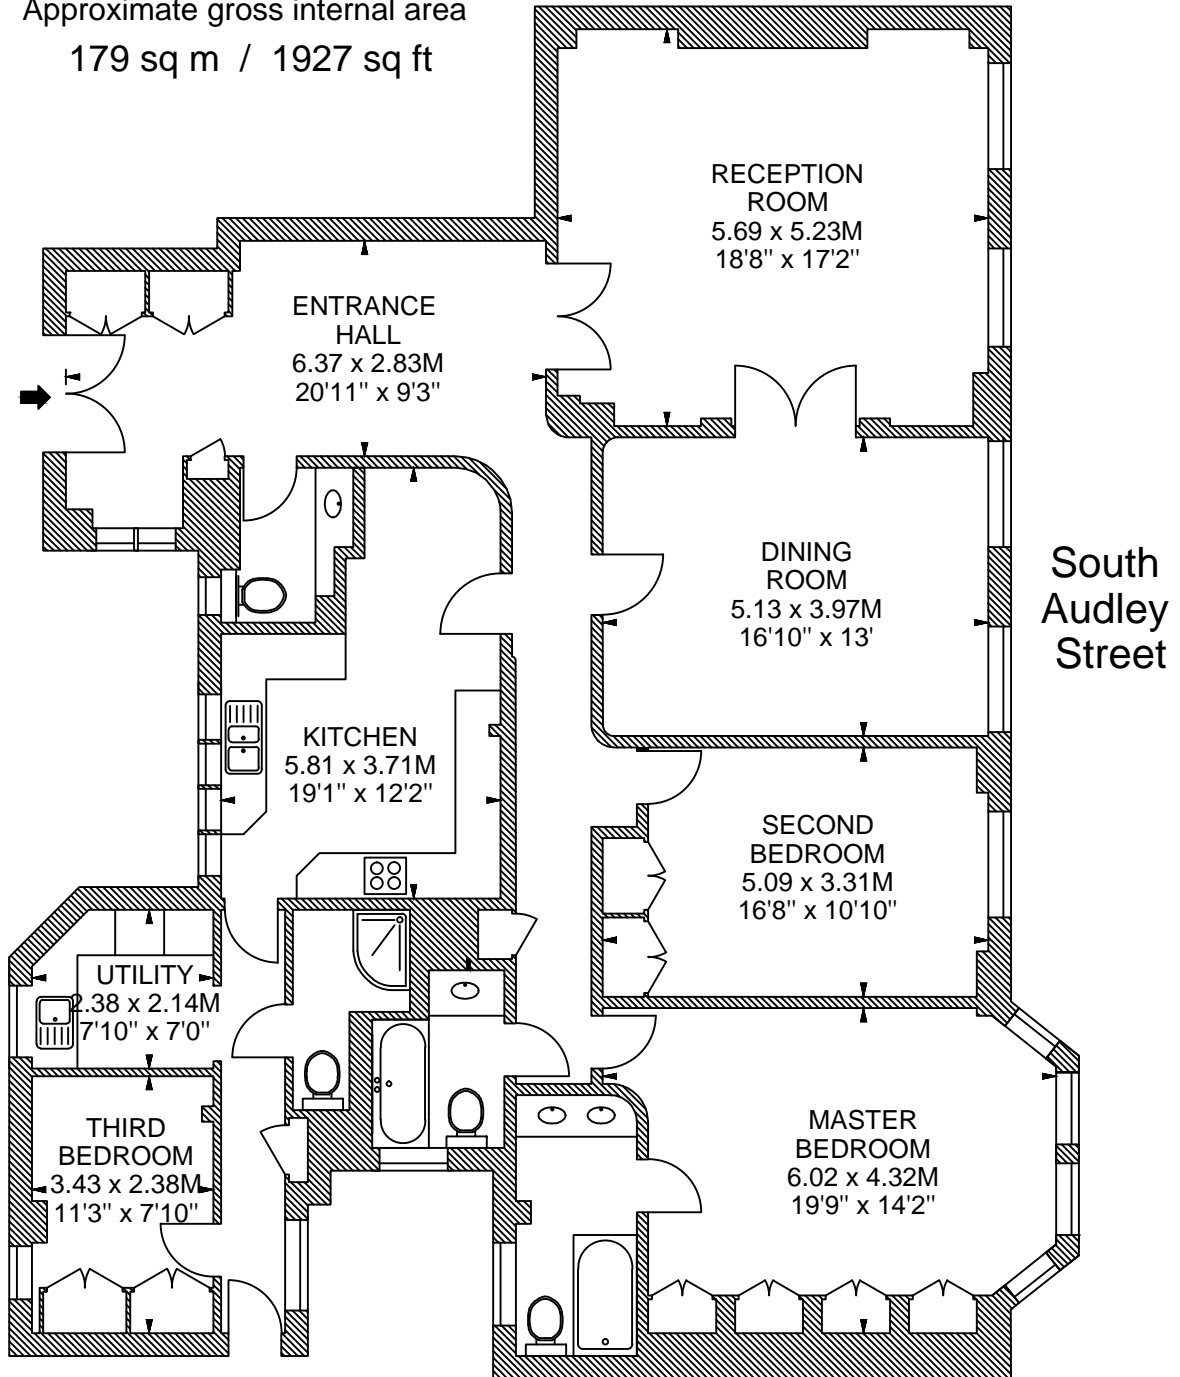 Approximate gross internal area
179 sq m / 1927 sq ft
RECEPTION
ROOM
5.69 x 5.23M
18'8" x 17'2"
ENTRANCE
HALL
6.37 x 2.83M
20'11" x 9'3"
DINING
ROOM
5.13 x 3.97M
16'10" x 13'
South
Audley
Street
KITCHEN
5.81 x 3.71M
19'1" x 12'2"
SECOND
BEDROOM
5.09 x 3.31M
16'8" x 10'10"
UTILITY
2.38 x 2.14M
7'10" x 7'0"
THIRD
BEDROOM
3.43 x 2.38M
11'3" x 7'10"
MASTER
BEDROOM
6.02 x 4.32M
19'9" x 14'2"